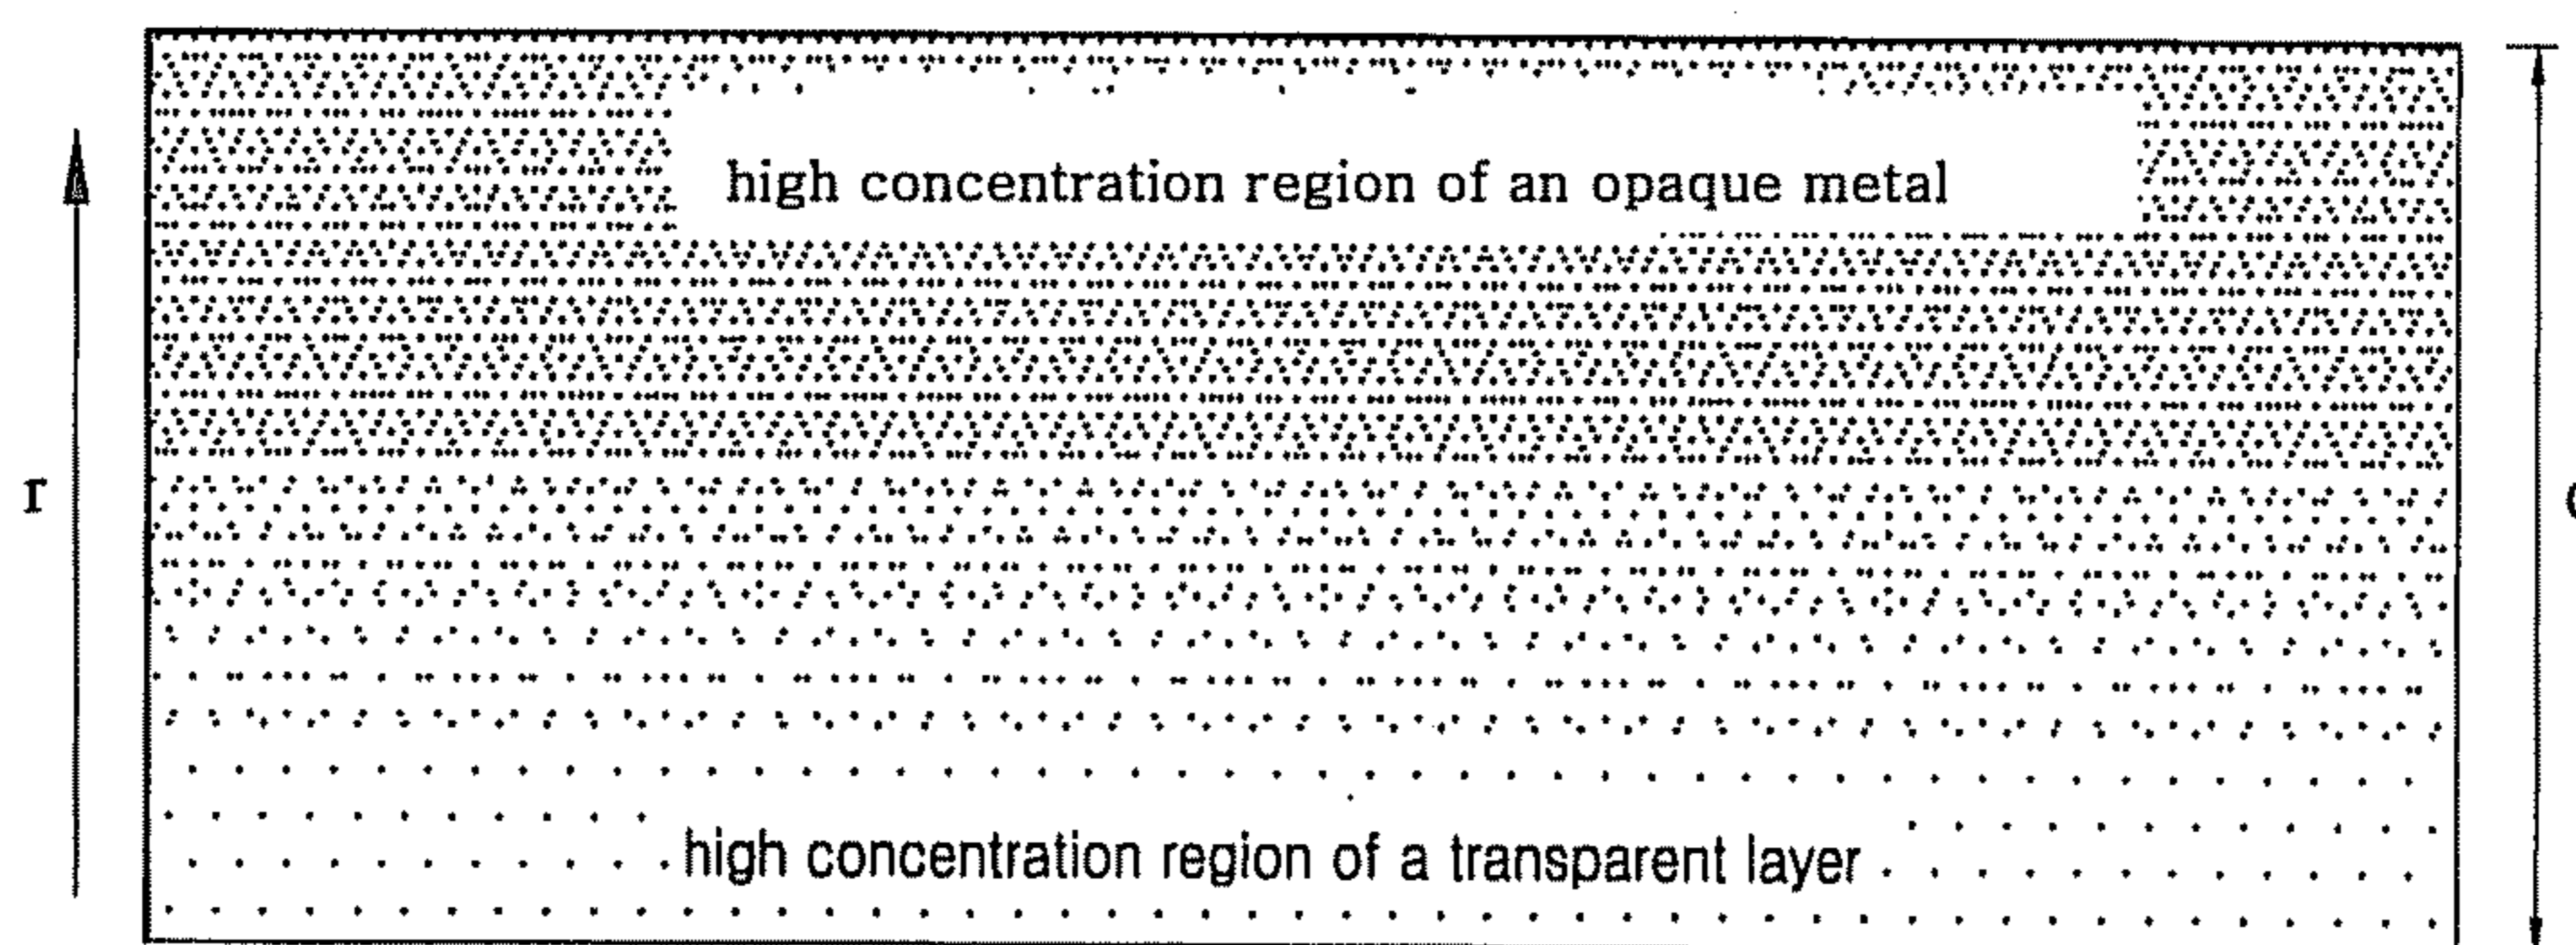 high concentration region of an opaque metal
r
high concentration region of a transparent layer